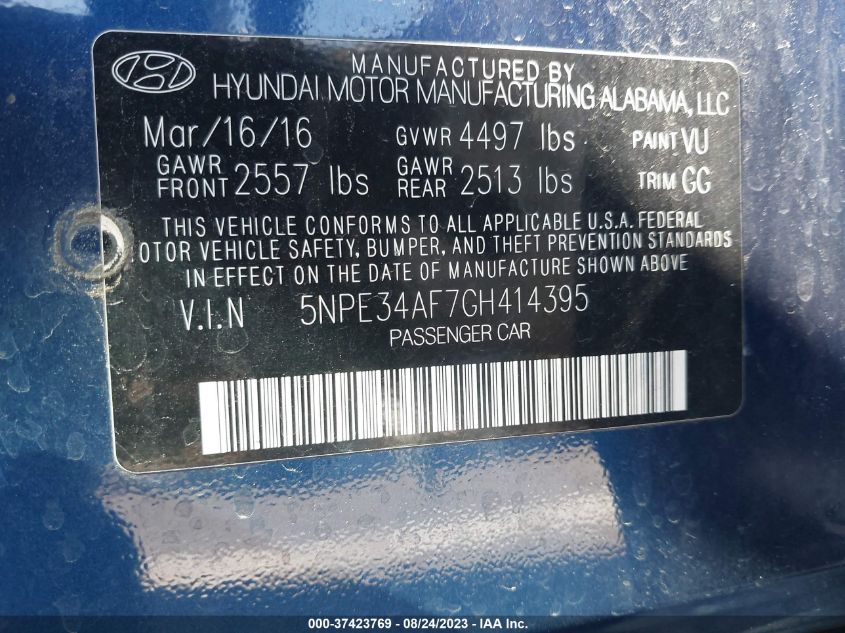 MANUFACTURED BY
HYUNDAI MOTOR MANUFACTURING ALABAMA, LLC
Mar/16/16 GVWR 4497 lbs PAINT VU
GAWR FRONT 2557 lbs GAWR REAR 2513 lbs TRIM GG
THIS VEHICLE CONFORMS TO ALL APPLICABLE U.S.A. FEDERAL
OTOR VEHICLE SAFETY, BUMPER, AND THEFT PREVENTION STANDARDS
IN EFFECT ON THE DATE OF MANUFACTURE SHOWN ABOVE
V.I.N 5NPE34AF7GH414395
PASSENGER CAR
000-37423769 - 08/24/2023 - IAA Inc.